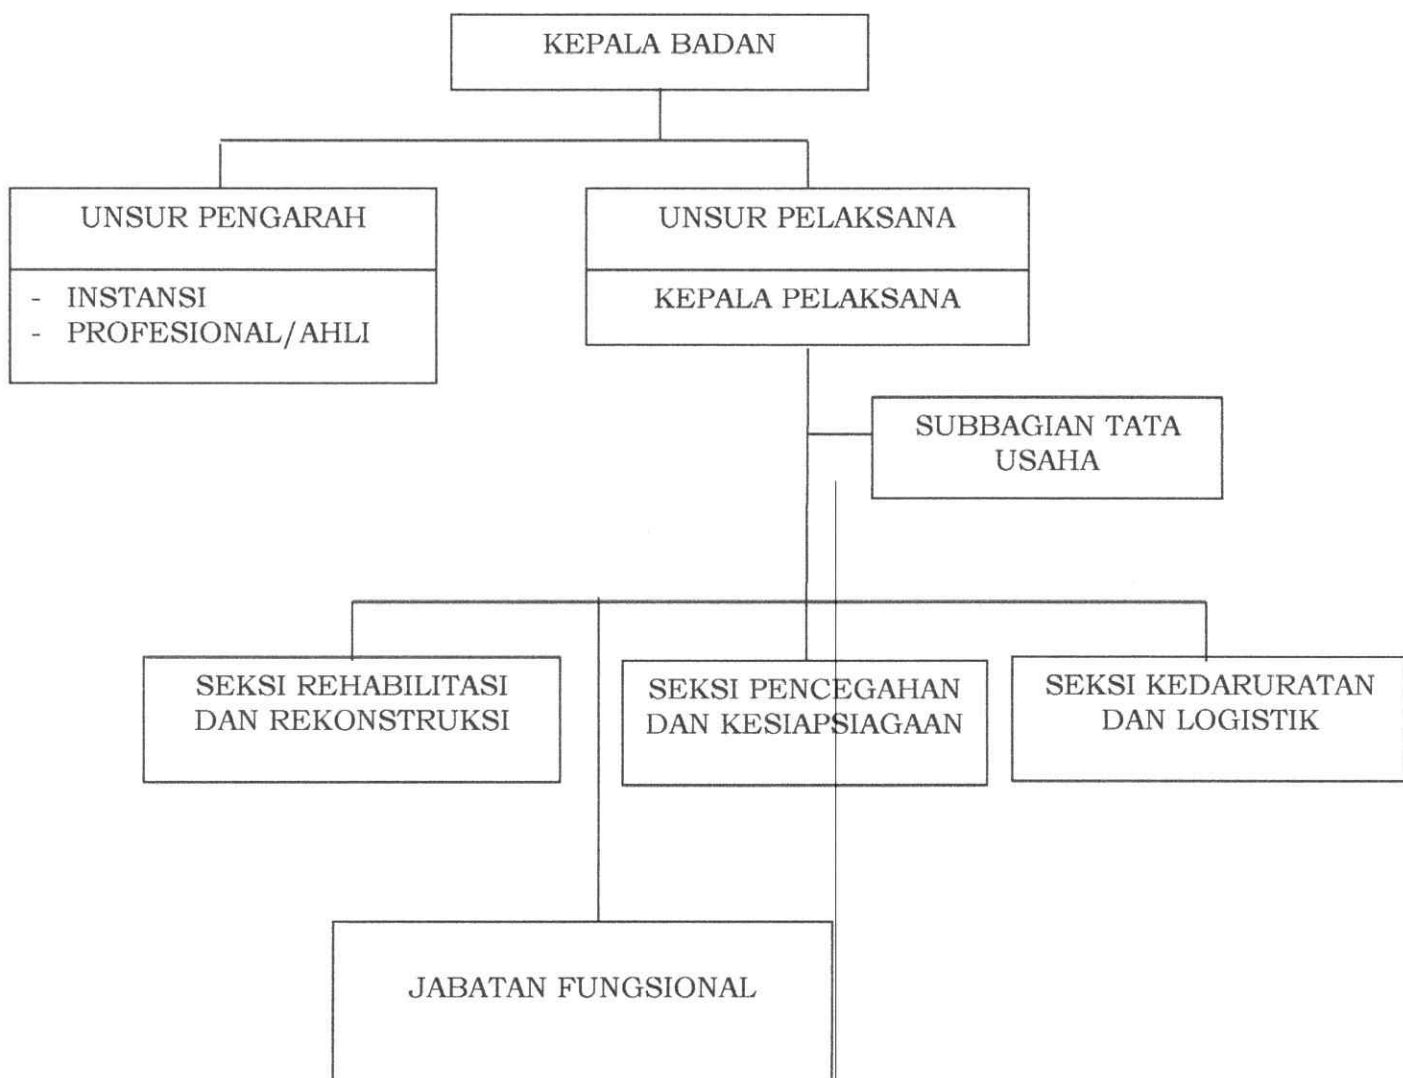 KEPALA BADAN
UNSUR PENGARAH
- INSTANSI
- PROFESIONAL/AHLI
UNSUR PELAKSANA
KEPALA PELAKSANA
SUBBAGIAN TATA
USAHA
SEKSI REHABILITASI
DAN REKONSTRUKSI
SEKSI PENCEGAHAN
DAN KESIAPSIAGAAN
SEKSI KEDARURATAN
DAN LOGISTIK
JABATAN FUNGSIONAL